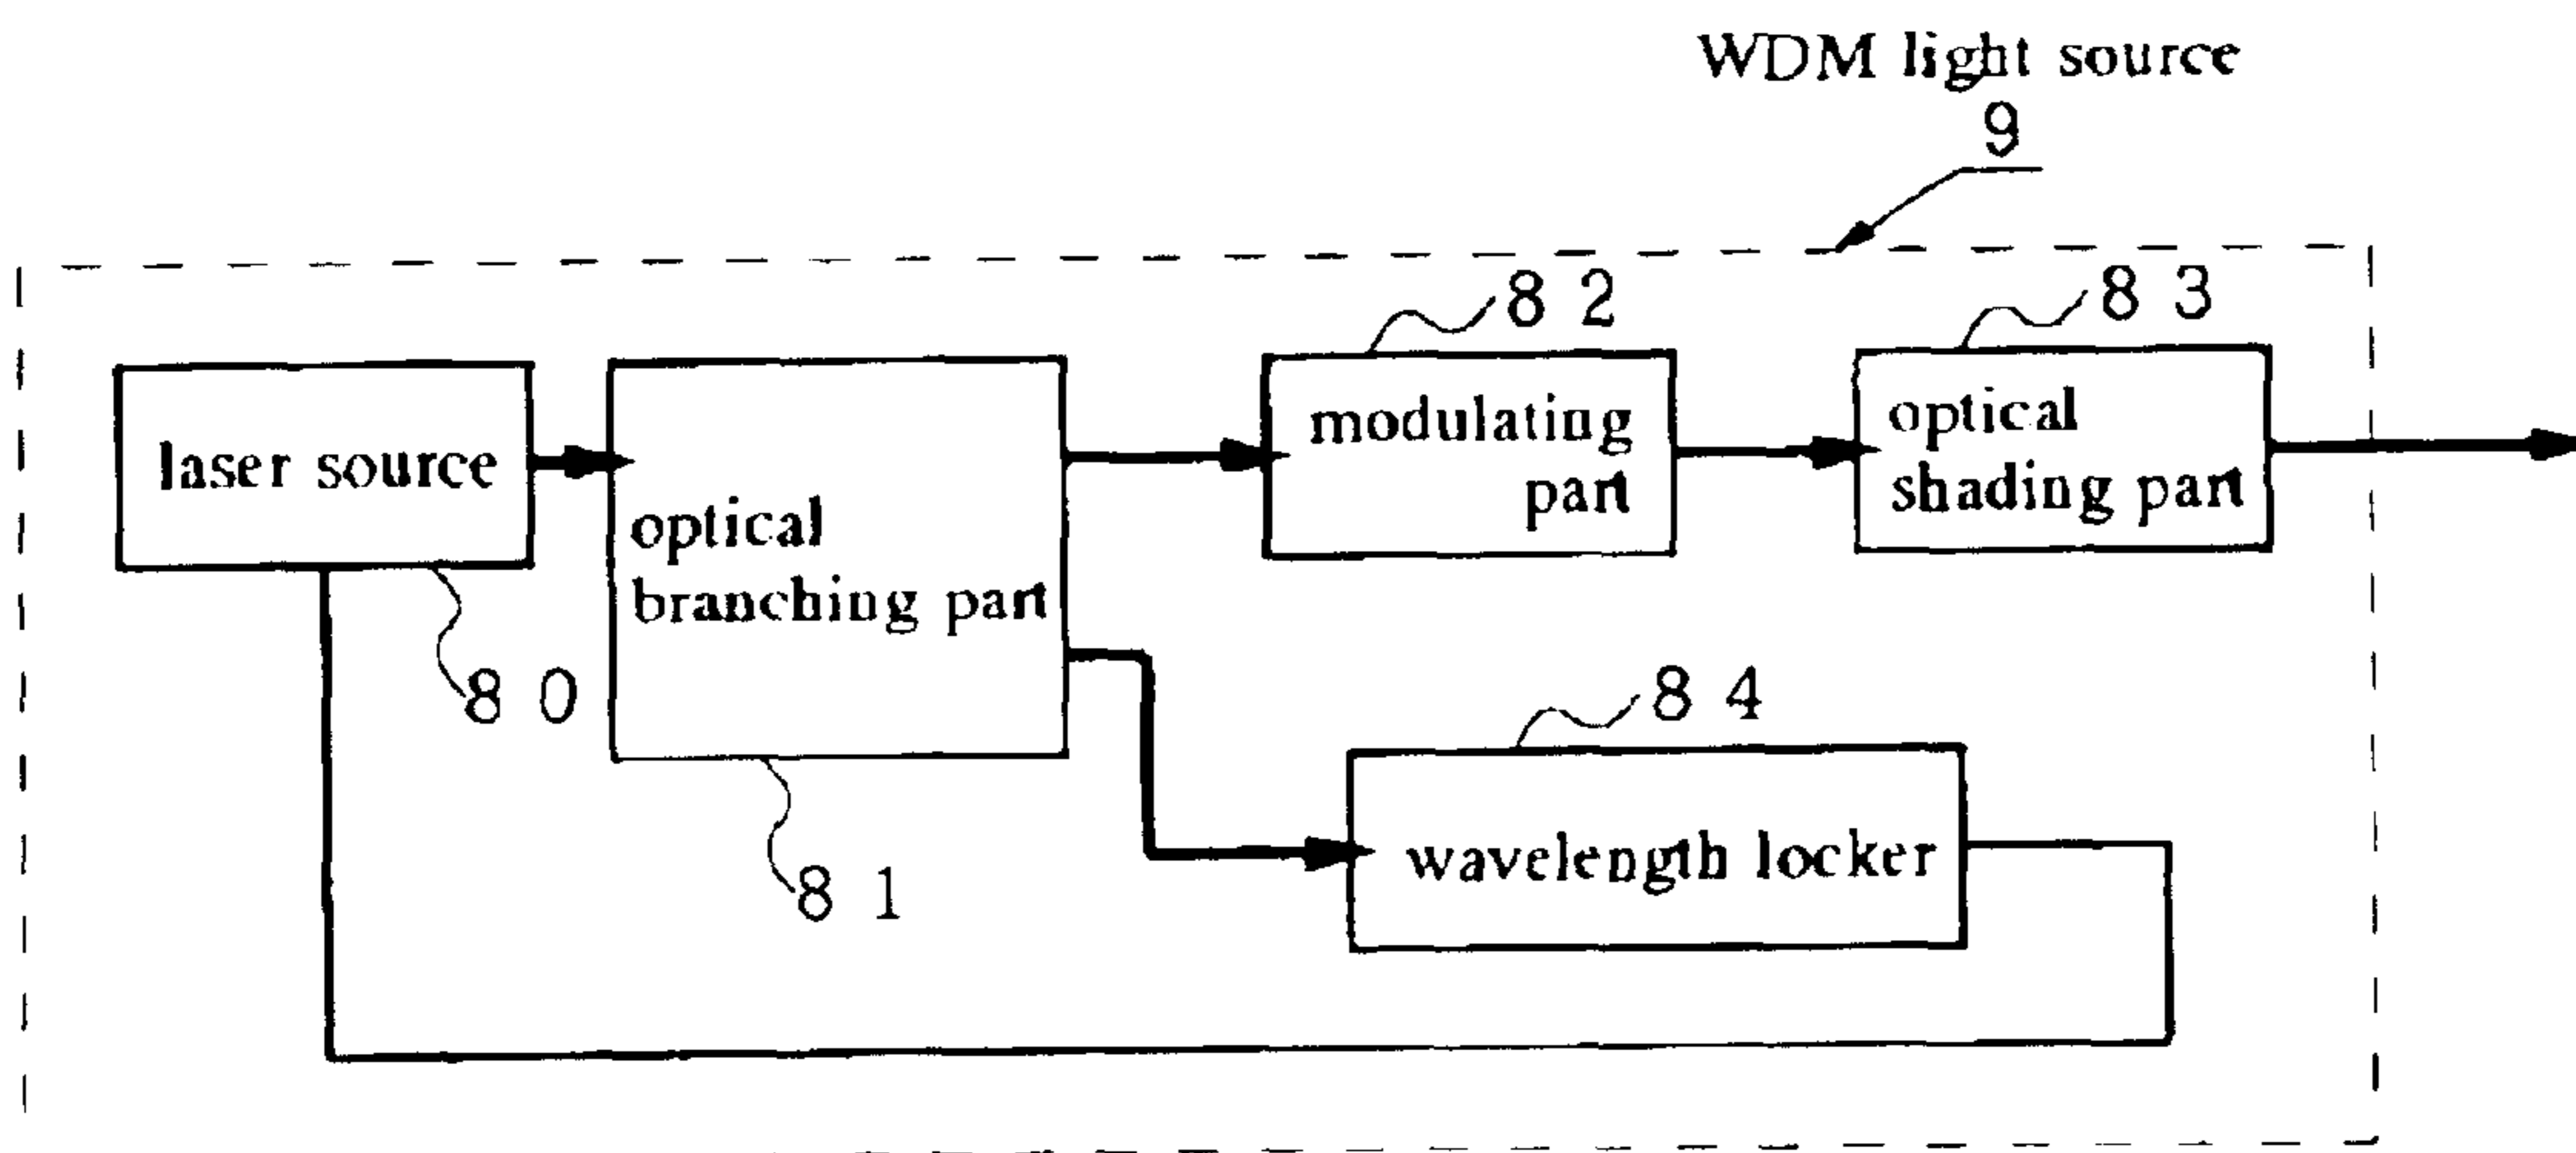 WDM light source
9
8 2
8 3
laser source
optical
branching part
modulating
part
optical
shading part
8 0
8 1
8 4
wavelength locker